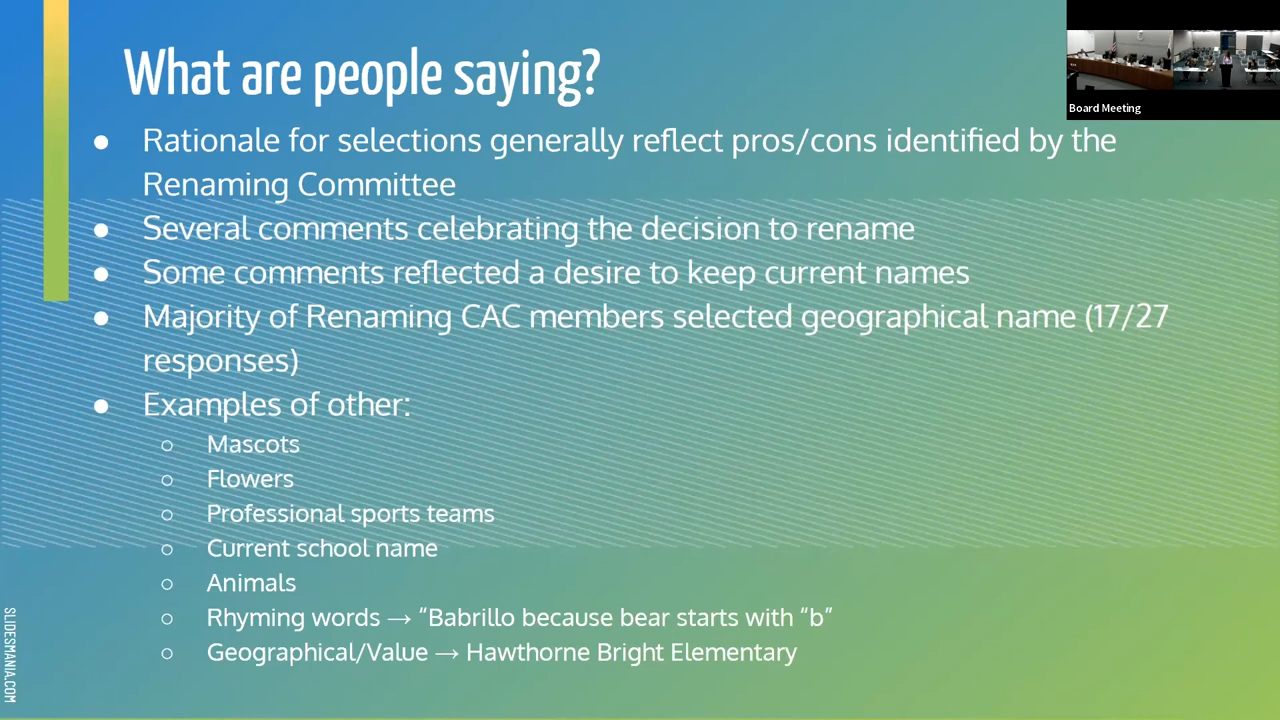 What are people saying?
Board Meeting
● Rationale for selections generally reflect pros/cons identified by the
Renaming Committee
● Several comments celebrating the decision to rename
● Some comments reflected a desire to keep current names
● Majority of Renaming CAC members selected geographical name (17/27
responses)
● Examples of other:
○ Mascots
○ Flowers
○ Professional sports teams
○ Current school name
○ Animals
○ Rhyming words → “Babrillo because bear starts with “b”
○ Geographical/Value → Hawthorne Bright Elementary
SLIDESMANIA.COM